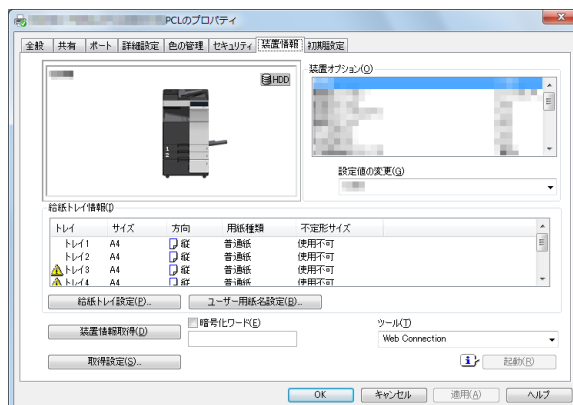 PCLのプロパティ
全般 共有 ポート 詳細設定 色の管理 セキュリティ 装置情報 初期設定
HDD
装置オプション(O)
設定値の変更(G)
給紙トレイ情報(I)
トレイ サイズ 方向 用紙種類 不定形サイズ
トレイ1 A4 縦 普通紙 使用不可
トレイ2 A4 縦 普通紙 使用不可
トレイ3 A4 縦 普通紙 使用不可
トレイ4 A4 縦 普通紙 使用不可
給紙トレイ設定(P)... ユーザー用紙名設定(B)...
装置情報取得(D) 暗号化ワード(E) ツール(T)
Web Connection
取得設定(S)... 起動(R)
OK キャンセル 適用(A) ヘルプ